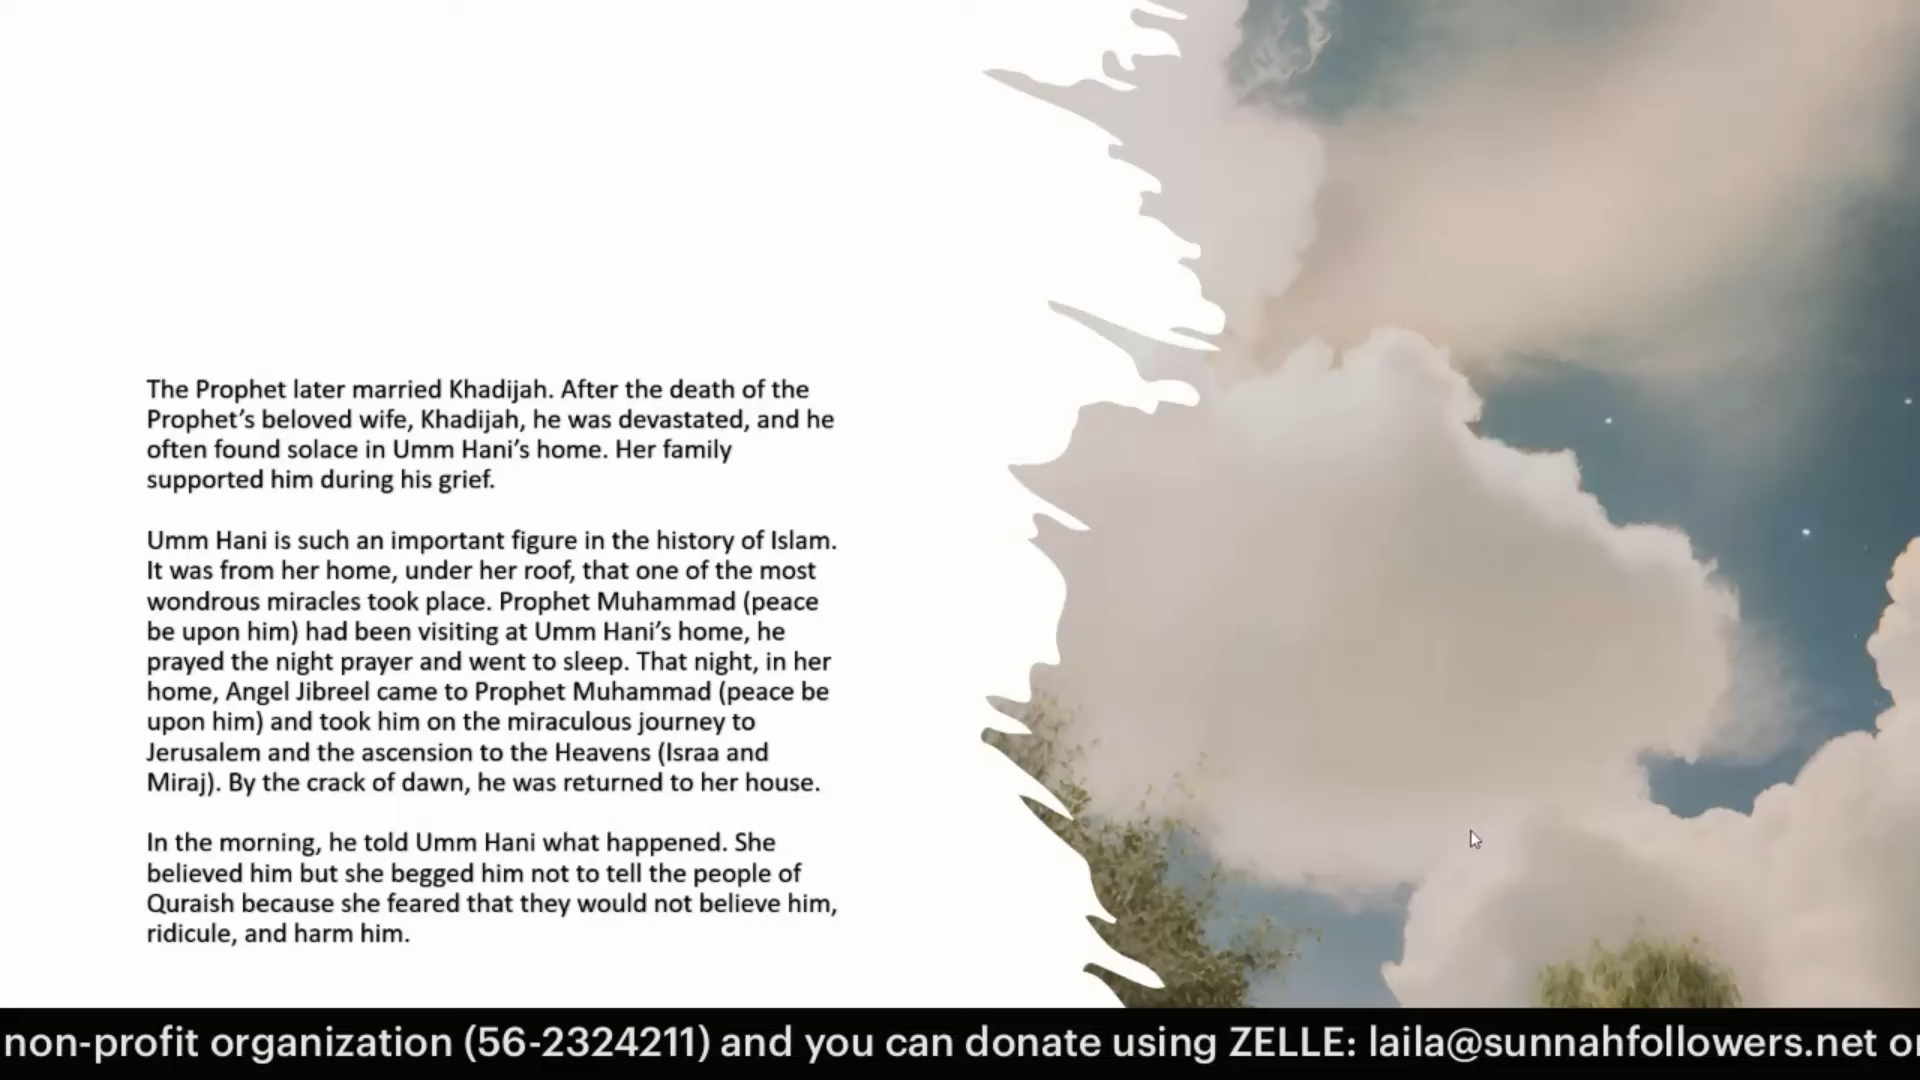 The Prophet later married Khadijah. After the death of the
Prophet’s beloved wife, Khadijah, he was devastated, and he
often found solace in Umm Hani’s home. Her family
supported him during his grief.
Umm Hani is such an important figure in the history of Islam.
It was from her home, under her roof, that one of the most
wondrous miracles took place. Prophet Muhammad (peace
be upon him) had been visiting at Umm Hani’s home, he
prayed the night prayer and went to sleep. That night, in her
home, Angel Jibreel came to Prophet Muhammad (peace be
upon him) and took him on the miraculous journey to
Jerusalem and the ascension to the Heavens (Israa and
Miraj). By the crack of dawn, he was returned to her house.
In the morning, he told Umm Hani what happened. She
believed him but she begged him not to tell the people of
Quraish because she feared that they would not believe him,
ridicule, and harm him.
non-profit organization (56-2324211) and you can donate using ZELLE: laila@sunnahfollowers.net or